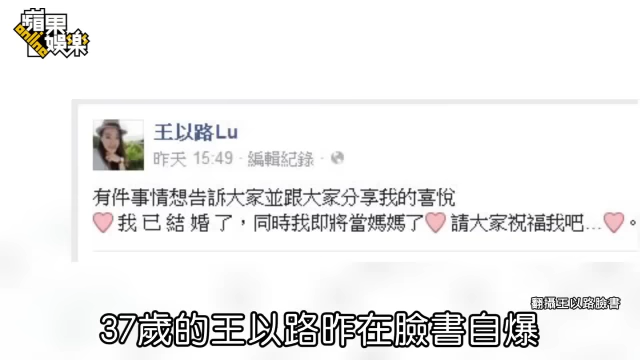 蘋果
online
娛樂
王以路Lu
昨天 15:49 · 編輯紀錄 ·
有件事情想告訴大家並跟大家分享我的喜悅
我已結婚了，同時我即將當媽媽了 請大家祝福我吧... 。
翻攝王以路臉書
37歲的王以路昨在臉書自爆